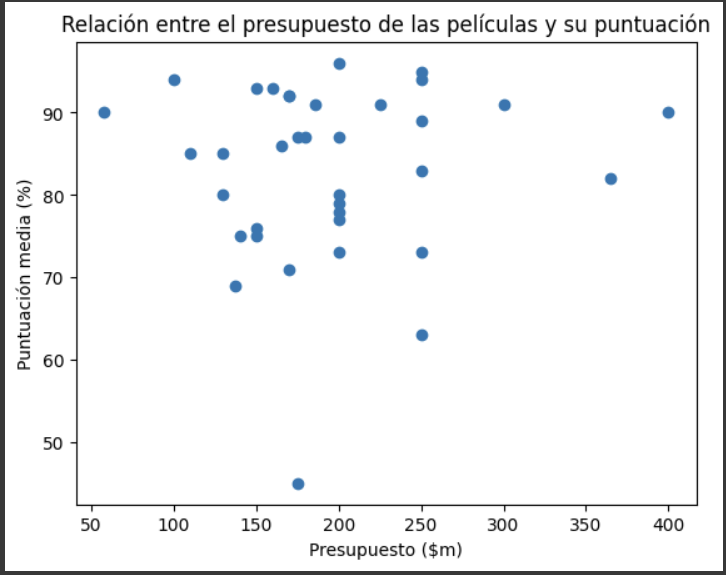 Relación entre el presupuesto de las películas y su puntuación
Puntuación media (%)
90
80
70
60
50
50 100 150 200 250 300 350 400
Presupuesto ($m)